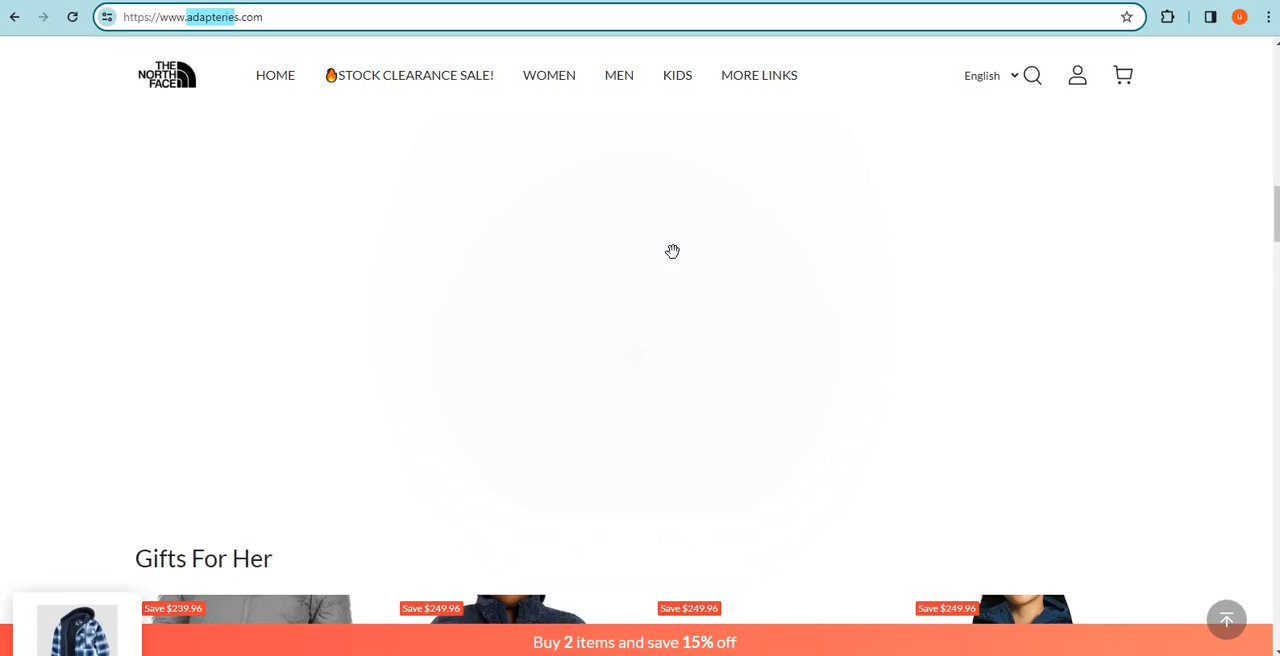 https://www.adapteries.com
u
THE
NORTH
FACE
HOME
🔥STOCK CLEARANCE SALE!
WOMEN
MEN
KIDS
MORE LINKS
English
Gifts For Her
Save $239.96
Save $249.96
Save $249.96
Save $249.96
Buy 2 items and save 15% off